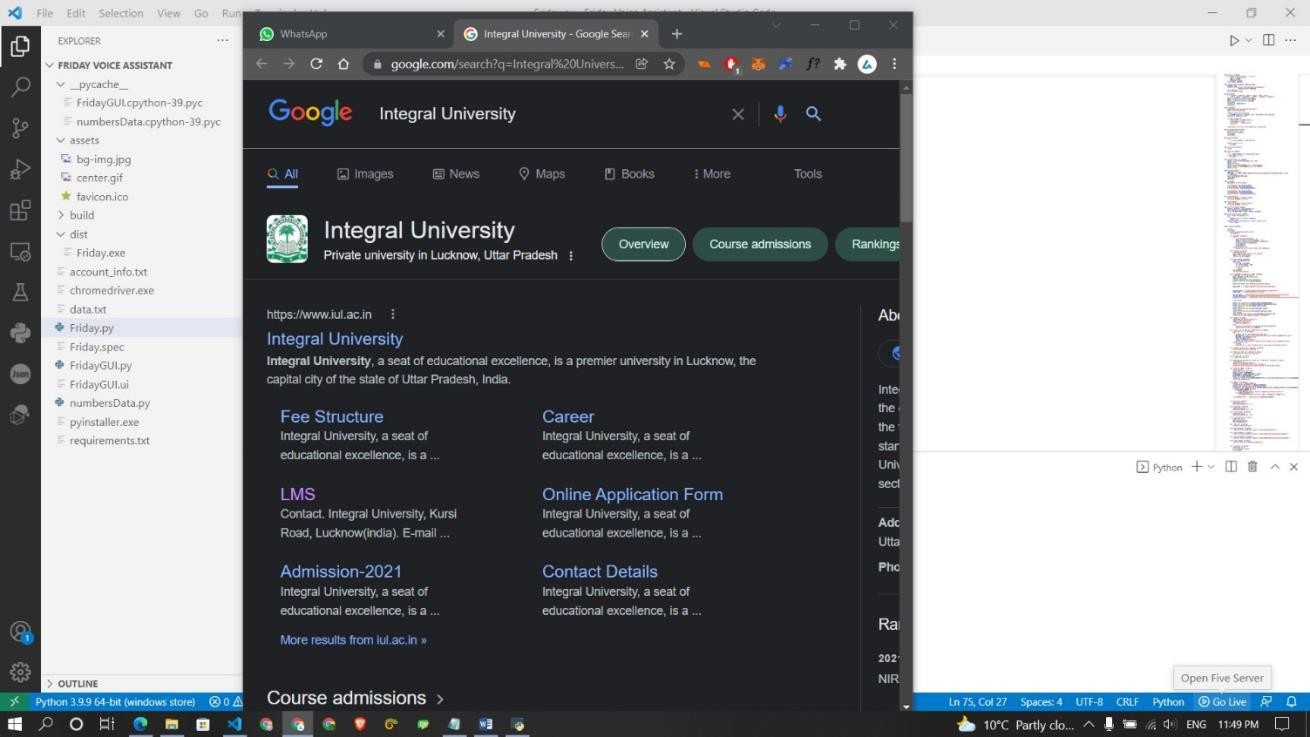 File Edit Selection View Go Run
EXPLORER
FRIDAY VOICE ASSISTANT
__pycache__
FridayGUI.cpython-39.pyc
numbersData.cpython-39.pyc
assets
bg-img.jpg
center.gif
favicon.ico
build
dist
Friday.exe
account_info.txt
chromedriver.exe
data.txt
Friday.py
Friday.spec
FridayGUI.py
FridayGUI.ui
numbersData.py
pyinstaller.exe
requirements.txt
OUTLINE
Json
1
WhatsApp
Integral University - Google Sear
google.com/search?q=Integral%20Univers...
1
f?
Google
Integral University
All Images News Maps Books More Tools
Integral University
Private university in Lucknow, Uttar Pradesh
Overview Course admissions Rankings
https://www.iul.ac.in
Integral University
Integral University, a seat of educational excellence, is a premier university in Lucknow, the
capital city of the state of Uttar Pradesh, India.
Fee Structure
Integral University, a seat of
educational excellence, is a ...
Career
Integral University, a seat of
educational excellence, is a ...
LMS
Contact. Integral University, Kursi
Road, Lucknow(india). E-mail ...
Online Application Form
Integral University, a seat of
educational excellence, is a ...
Admission-2021
Integral University, a seat of
educational excellence, is a ...
Contact Details
Integral University, a seat of
educational excellence, is a ...
More results from iul.ac.in »
Course admissions
Abo
Inte
the
the
star
Univ
sect
Add
Utta
Pho
Ra
2021
NIR
Python
Open Five Server
Python 3.9.9 64-bit (windows store) 0
Ln 75, Col 27 Spaces: 4 UTF-8 CRLF Python Go Live
10°C Partly clo... ENG 11:49 PM